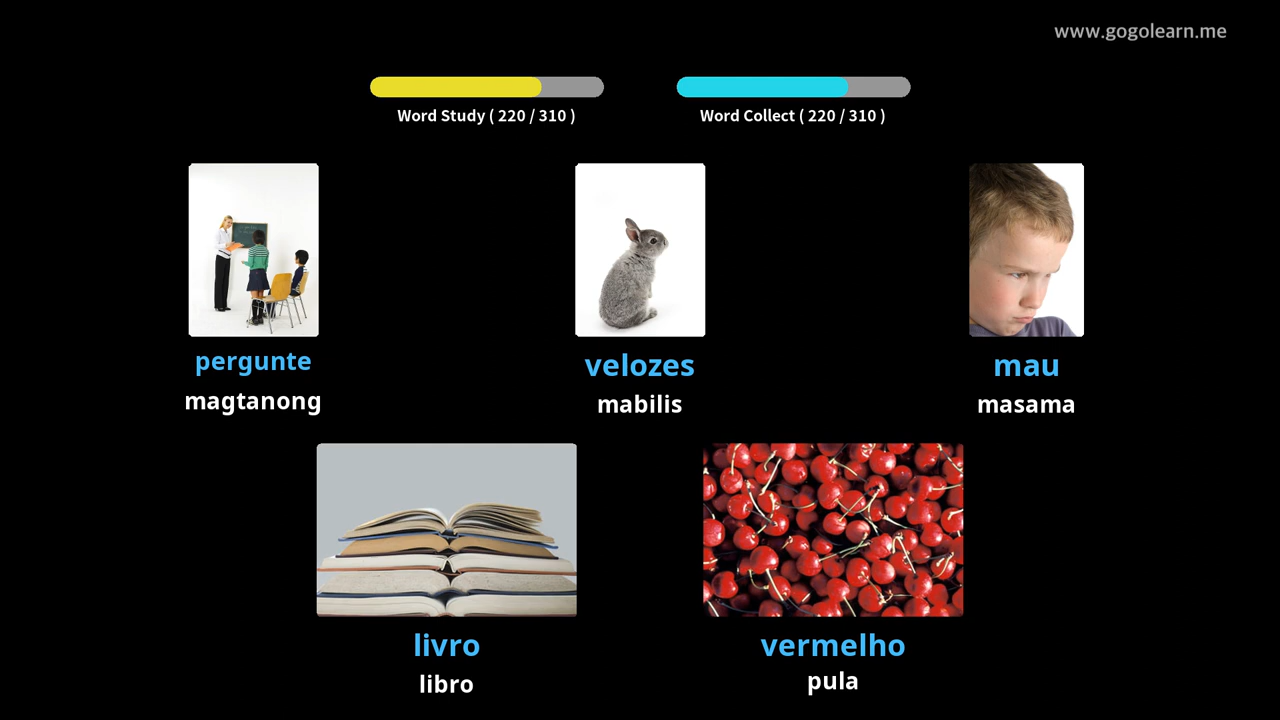 www.gogolearn.me
Word Study ( 220 / 310 )
Word Collect ( 220 / 310 )
pergunte
magtanong
velozes
mabilis
mau
masama
livro
libro
vermelho
pula